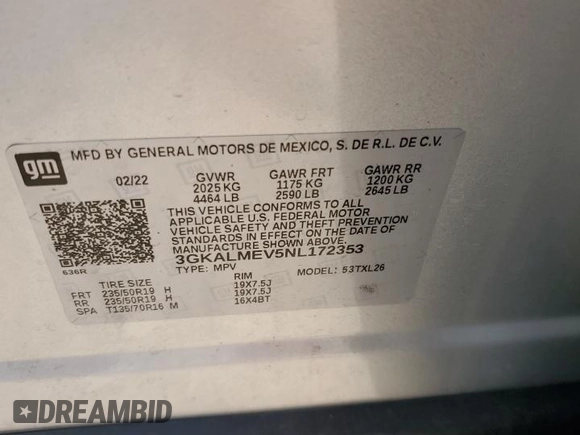 gm
MFD BY GENERAL MOTORS DE MEXICO, S. DE R.L. DE C.V.
02/22 GVWR GAWR FRT GAWR RR
2025 KG 1175 KG 1200 KG
4464 LB 2590 LB 2645 LB
THIS VEHICLE CONFORMS TO ALL
APPLICABLE U.S. FEDERAL MOTOR
VEHICLE SAFETY AND THEFT PREVENTION
STANDARDS IN EFFECT ON THE DATE OF
MANUFACTURE SHOWN ABOVE.
3GKALMEV5NL172353
636R TYPE: MPV MODEL: 53TXL26
TIRE SIZE RIM
FRT 235/50R19 H 19X7.5J
RR 235/50R19 H 19X7.5J
SPA T135/70R16 M 16X4BT
DREAMBID